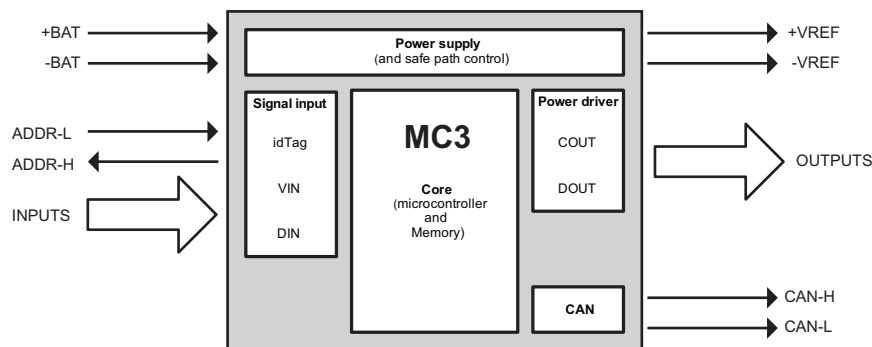 +BAT
-BAT
ADDR-L
ADDR-H
INPUTS
Power supply
(and safe path control)
Signal input
idTag
VIN
DIN
MC3
Core
(microcontroller
and
Memory)
Power driver
COUT
DOUT
CAN
+VREF
-VREF
OUTPUTS
CAN-H
CAN-L